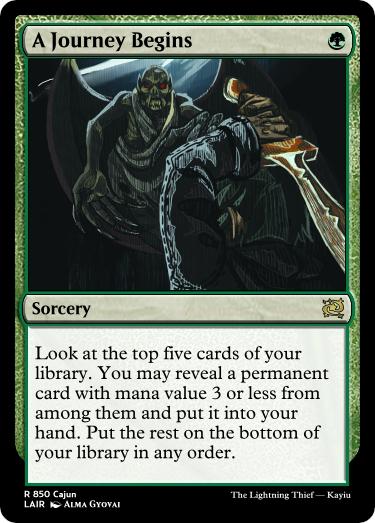 A Journey Begins
Sorcery
Look at the top five cards of your
library. You may reveal a permanent
card with mana value 3 or less from
among them and put it into your
hand. Put the rest on the bottom of
your library in any order.
R 850 Cajun
LAIR Alma Gyovai
The Lightning Thief — Kayiu